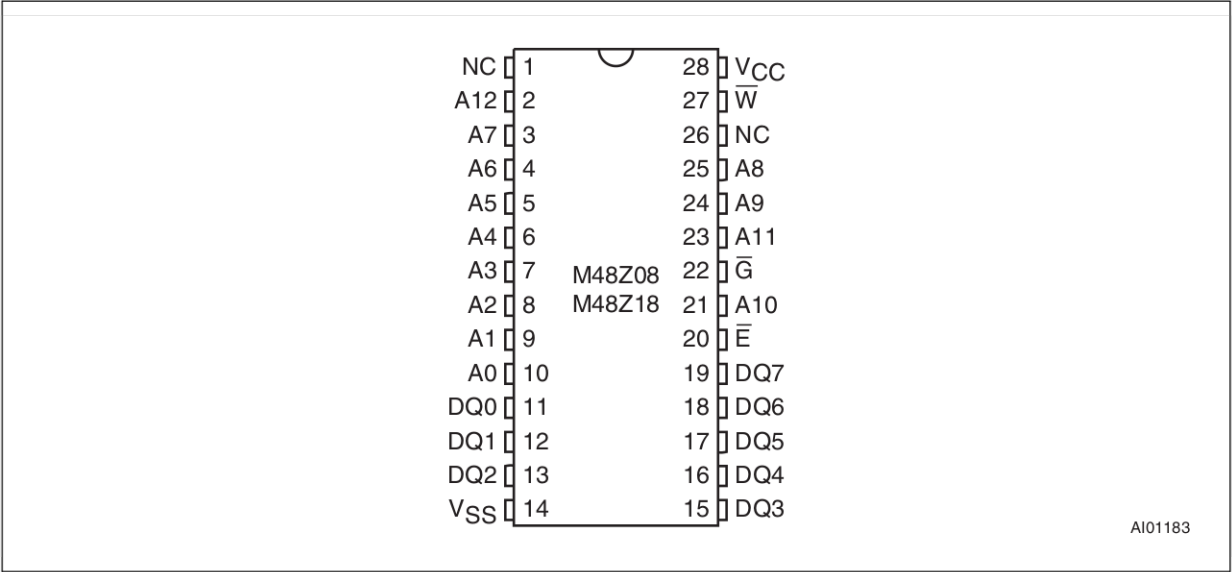 NC 1 28 VCC
A12 2 27 W̅
A7 3 26 NC
A6 4 25 A8
A5 5 24 A9
A4 6 23 A11
A3 7 M48Z08 22 G̅
A2 8 M48Z18 21 A10
A1 9 20 E̅
A0 10 19 DQ7
DQ0 11 18 DQ6
DQ1 12 17 DQ5
DQ2 13 16 DQ4
VSS 14 15 DQ3
AI01183